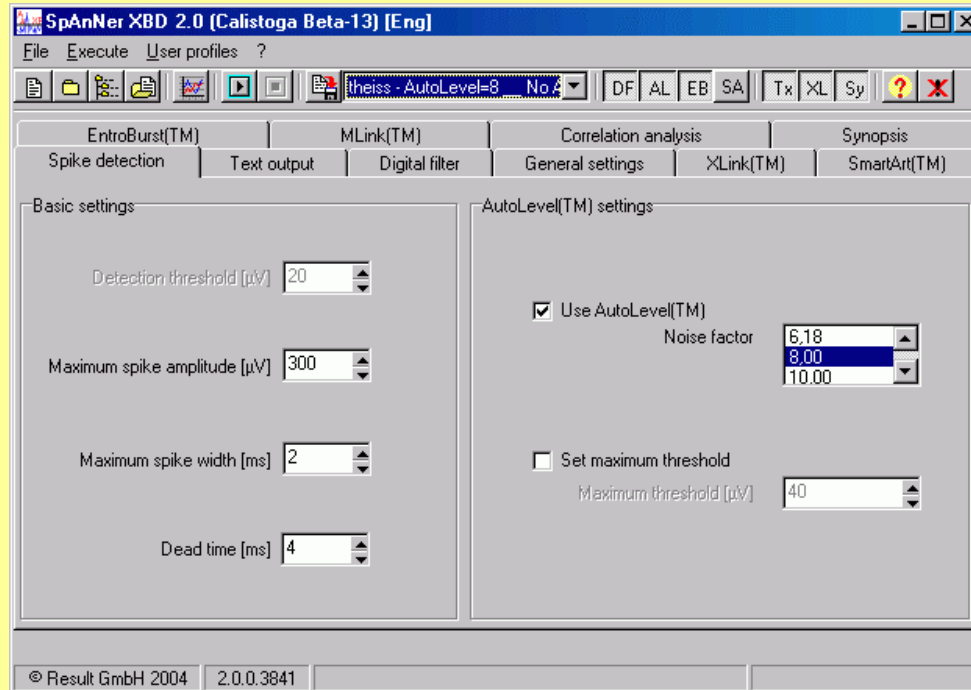 SpAnNer XBD 2.0 (Calistoga Beta-13) [Eng]
File Execute User profiles ?
theiss - AutoLevel=8 No A DF AL EB SA Tx XL Sy ?
EntroBurst(TM) MLink(TM) Correlation analysis Synopsis
Spike detection Text output Digital filter General settings XLink(TM) SmartArt(TM)
Basic settings
Detection threshold [µV] 20
Maximum spike amplitude [µV] 300
Maximum spike width [ms] 2
Dead time [ms] 4
AutoLevel(TM) settings
Use AutoLevel(TM)
Noise factor 6,18
8,00
10,00
Set maximum threshold
Maximum threshold [µV] 40
© Result GmbH 2004 2.0.0.3841